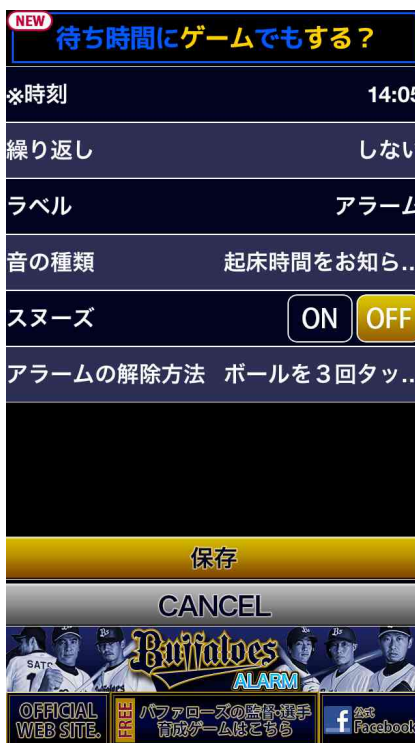 NEW
待ち時間にゲームでもする？
※時刻 14:05
繰り返し しない
ラベル アラーム
音の種類 起床時間をお知ら..
スヌーズ ON OFF
アラームの解除方法 ボールを３回タッ..
保存
CANCEL
SATO
Buffaloes
ALARM
OFFICIAL
WEB SITE.
FREE
バファローズの監督・選手
育成ゲームはこちら
f 公式
Facebook